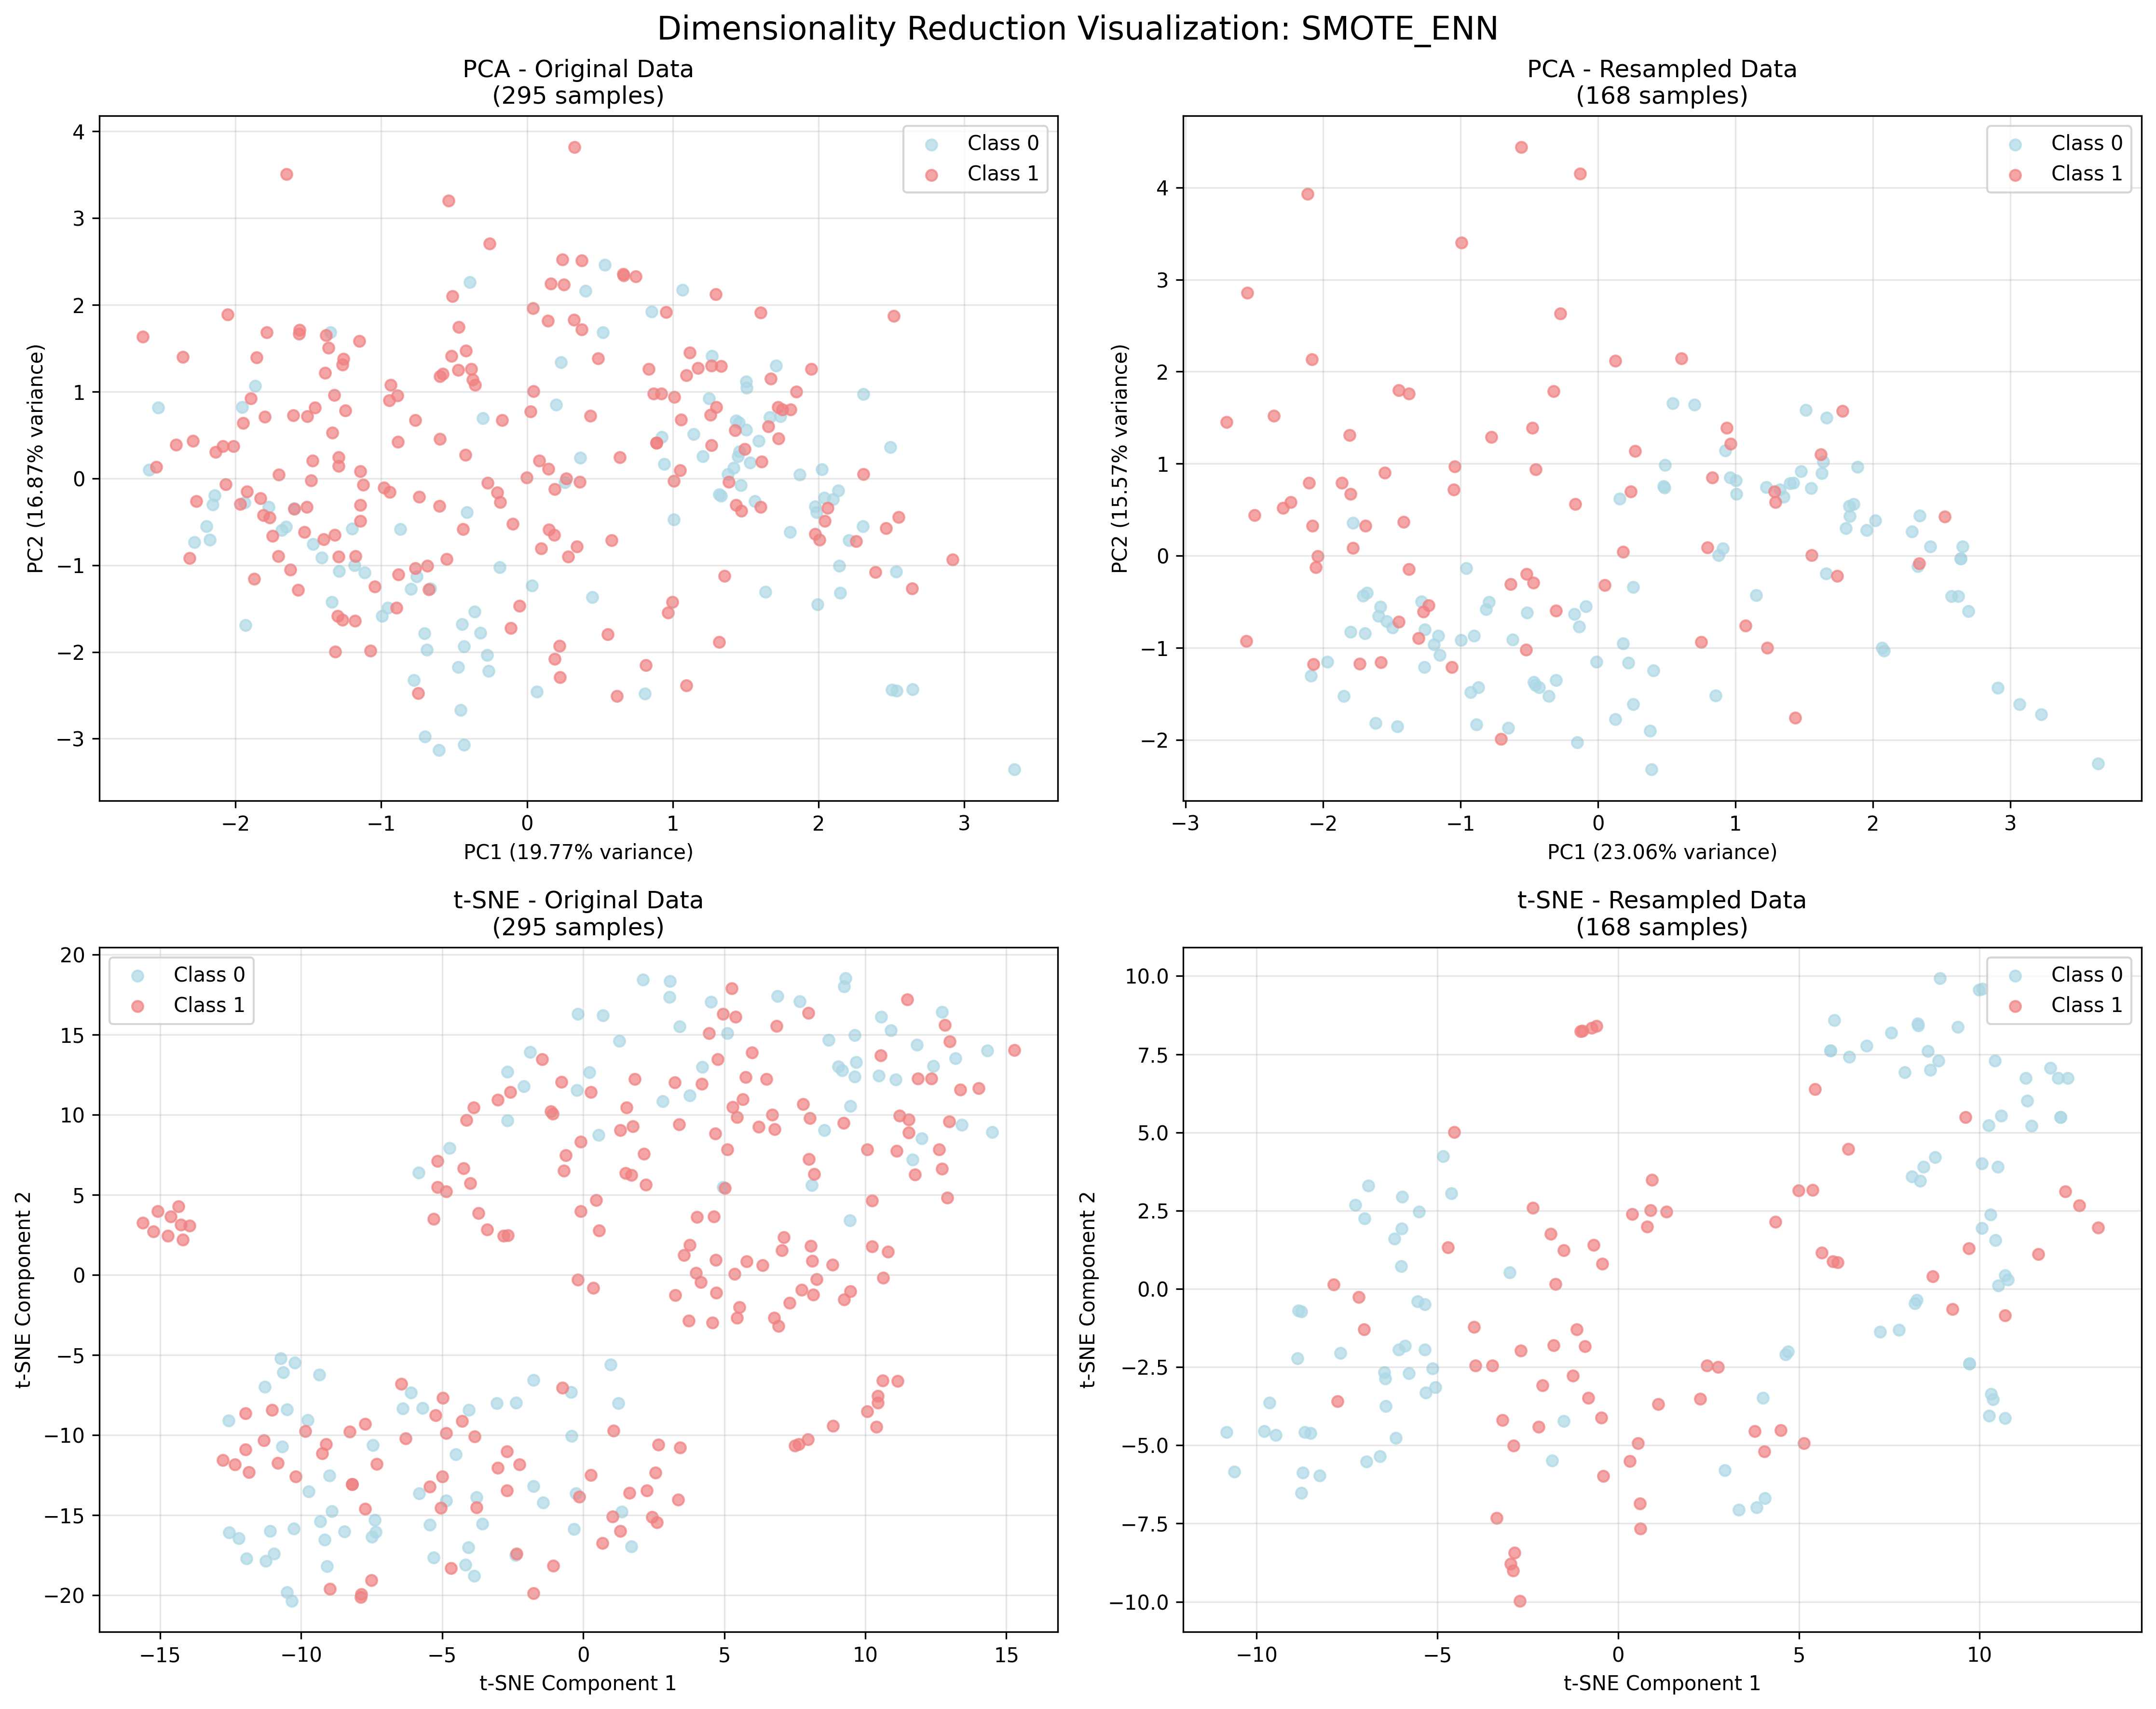 Dimensionality Reduction Visualization: SMOTE_ENN
PCA - Original Data
(295 samples)
Class 0
Class 1
4
3
2
1
0
−1
−2
−3
PC2 (16.87% variance)
−2 −1 0 1 2 3
PC1 (19.77% variance)
PCA - Resampled Data
(168 samples)
Class 0
Class 1
4
3
2
1
0
−1
−2
PC2 (15.57% variance)
−3 −2 −1 0 1 2 3
PC1 (23.06% variance)
t-SNE - Original Data
(295 samples)
Class 0
Class 1
20
15
10
5
0
−5
−10
−15
−20
t-SNE Component 2
−15 −10 −5 0 5 10 15
t-SNE Component 1
t-SNE - Resampled Data
(168 samples)
Class 0
Class 1
10.0
7.5
5.0
2.5
0.0
−2.5
−5.0
−7.5
−10.0
t-SNE Component 2
−10 −5 0 5 10
t-SNE Component 1